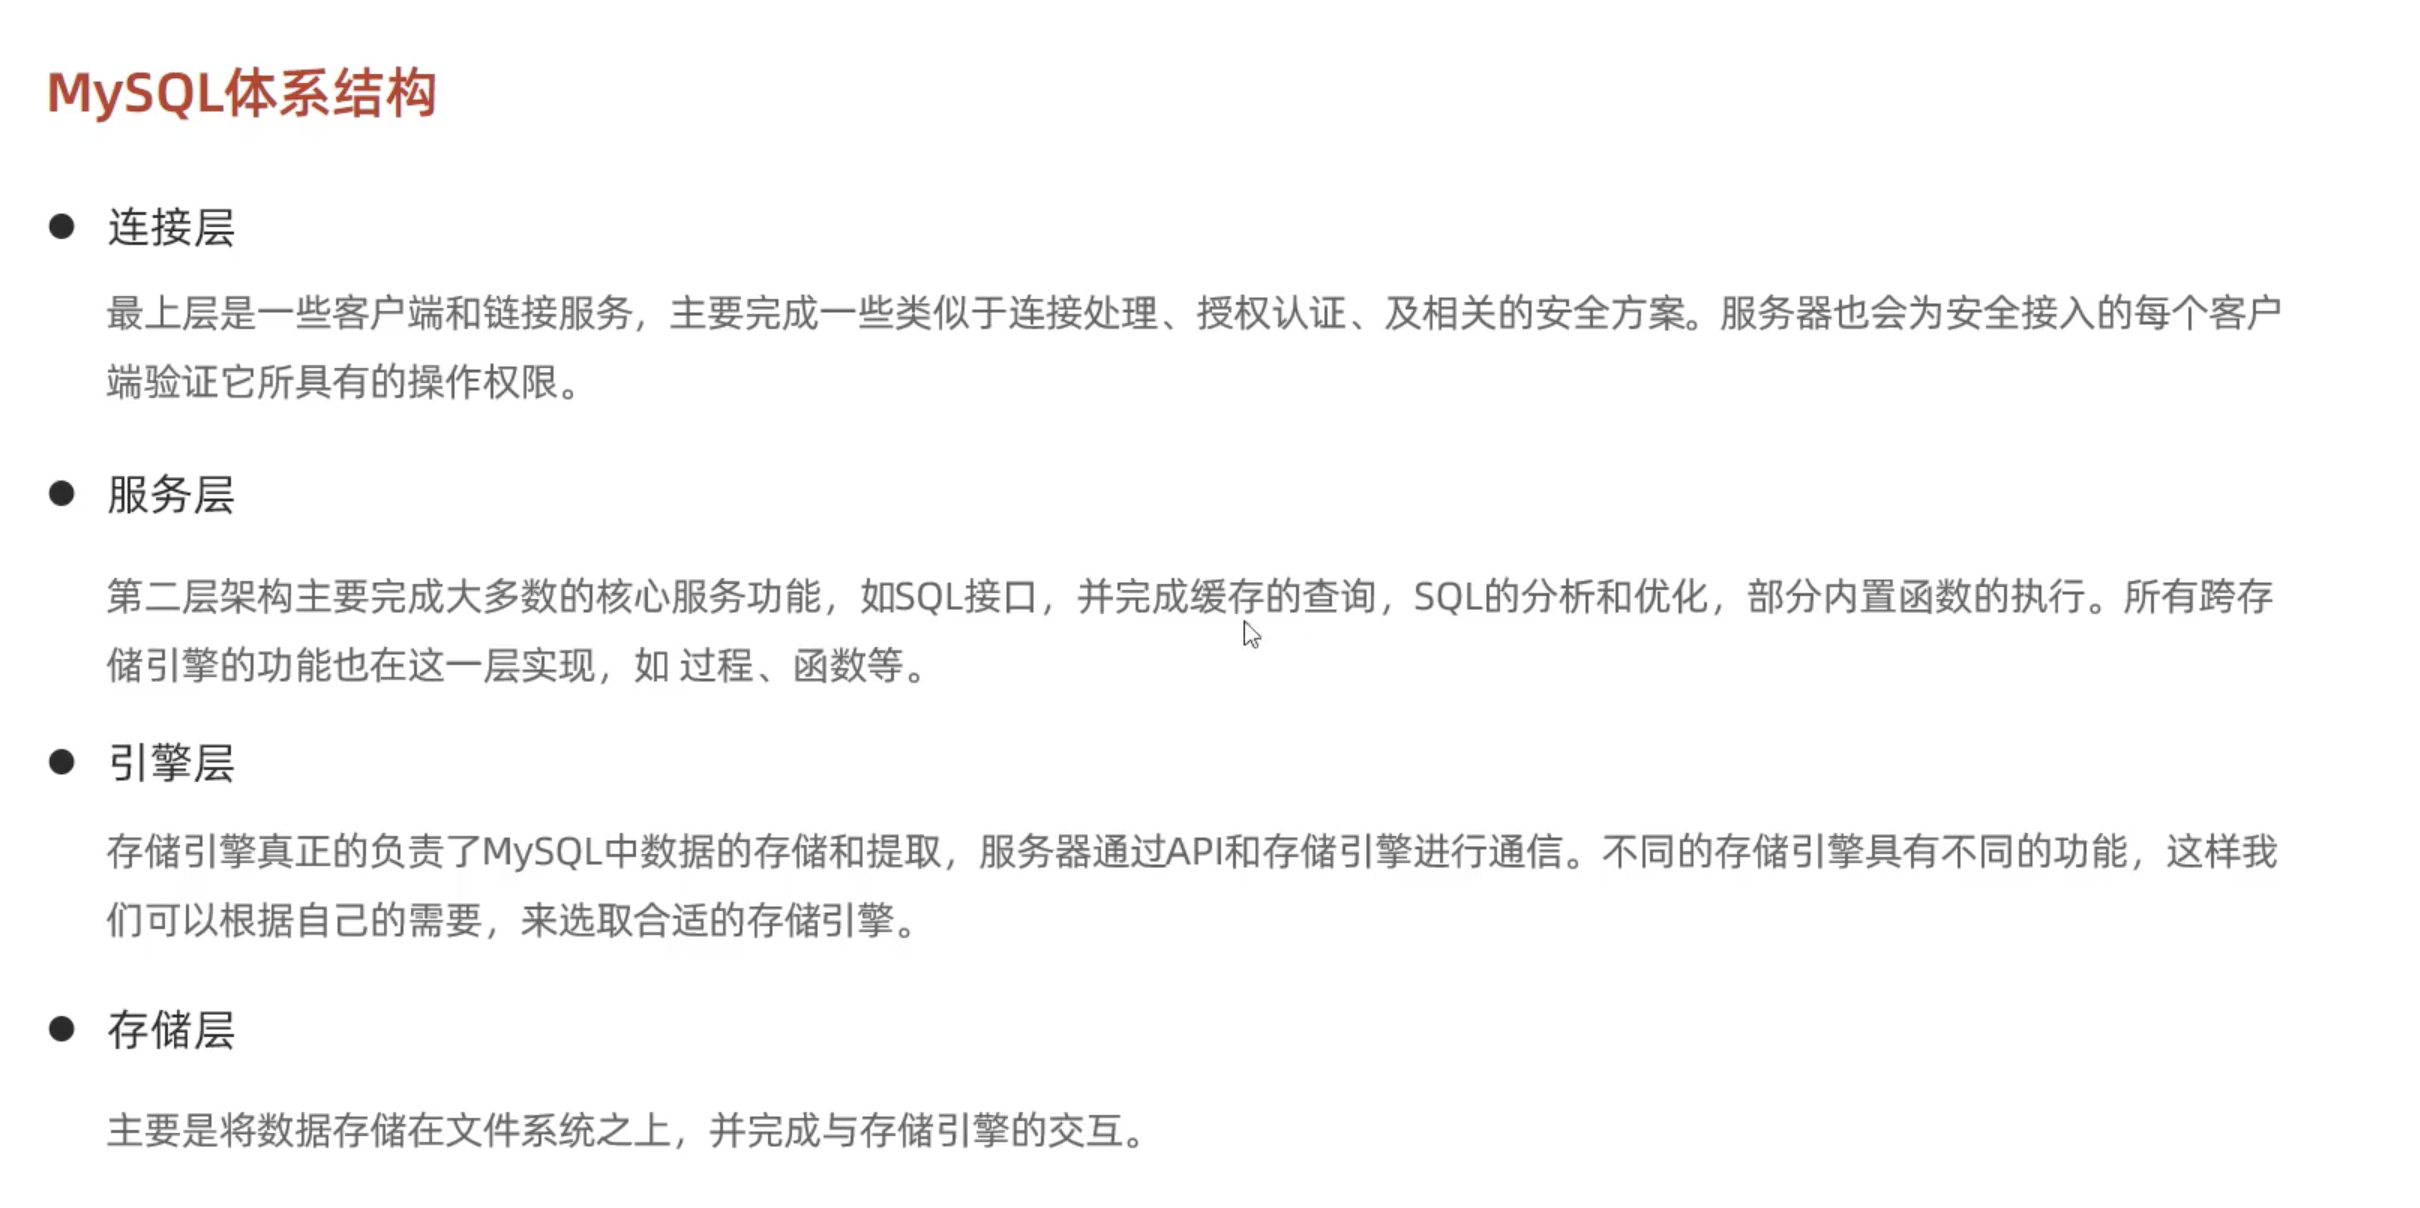 MySQL体系结构
● 连接层
最上层是一些客户端和链接服务，主要完成一些类似于连接处理、授权认证、及相关的安全方案。服务器也会为安全接入的每个客户
端验证它所具有的操作权限。
● 服务层
第二层架构主要完成大多数的核心服务功能，如SQL接口，并完成缓存的查询，SQL的分析和优化，部分内置函数的执行。所有跨存
储引擎的功能也在这一层实现，如 过程、函数等。
● 引擎层
存储引擎真正的负责了MySQL中数据的存储和提取，服务器通过API和存储引擎进行通信。不同的存储引擎具有不同的功能，这样我
们可以根据自己的需要，来选取合适的存储引擎。
● 存储层
主要是将数据存储在文件系统之上，并完成与存储引擎的交互。